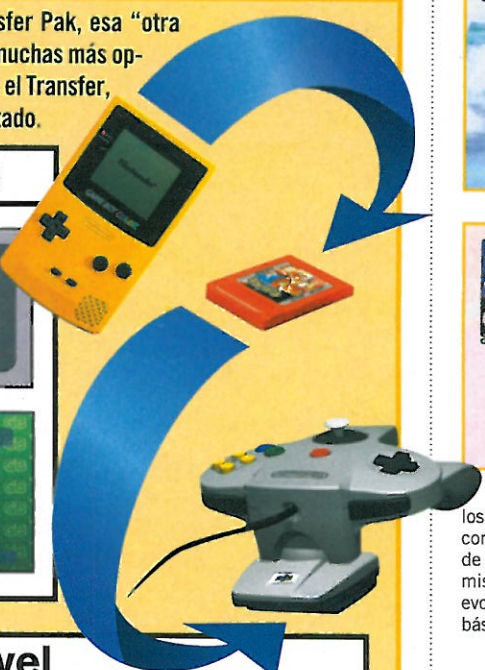 sfer Pak, esa "otra
muchas más op-
el Transfer,
tado.
Nintendo
GAME BOY COLOR
vel
los
con
de
mis
evo
bás